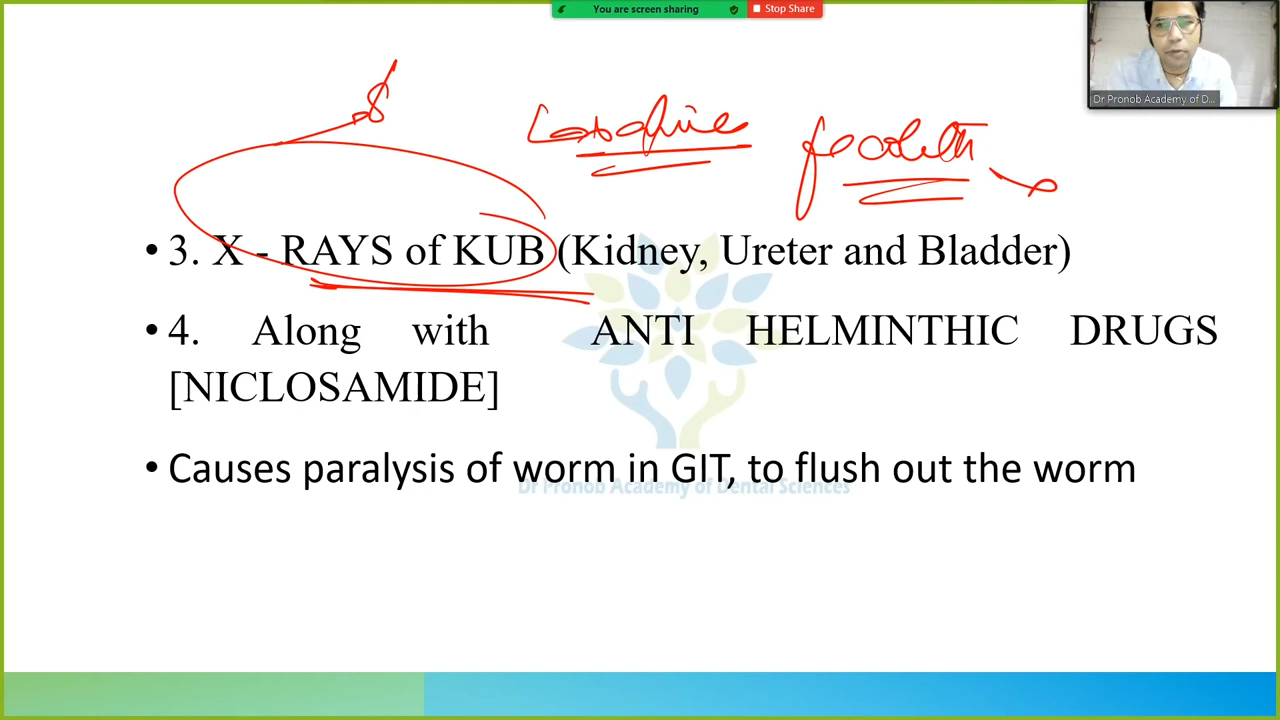 You are screen sharing
Stop Share
Dr Pronob Academy of D...
• 3. X - RAYS of KUB (Kidney, Ureter and Bladder)
• 4. Along with ANTI HELMINTHIC DRUGS
[NICLOSAMIDE]
• Causes paralysis of worm in GIT, to flush out the worm
Dr Pronob Academy of Dental Sciences